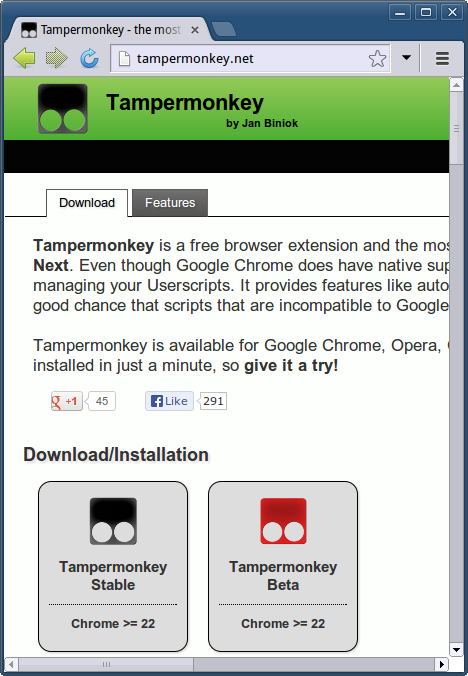 Tampermonkey - the most
tampermonkey.net
Tampermonkey
by Jan Biniok
Download
Features
Tampermonkey is a free browser extension and the mos
Next. Even though Google Chrome does have native sup
managing your Userscripts. It provides features like auto
good chance that scripts that are incompatible to Google
Tampermonkey is available for Google Chrome, Opera,
installed in just a minute, so give it a try!
+1 45 Like 291
Download/Installation
Tampermonkey Stable
Chrome >= 22
Tampermonkey Beta
Chrome >= 22